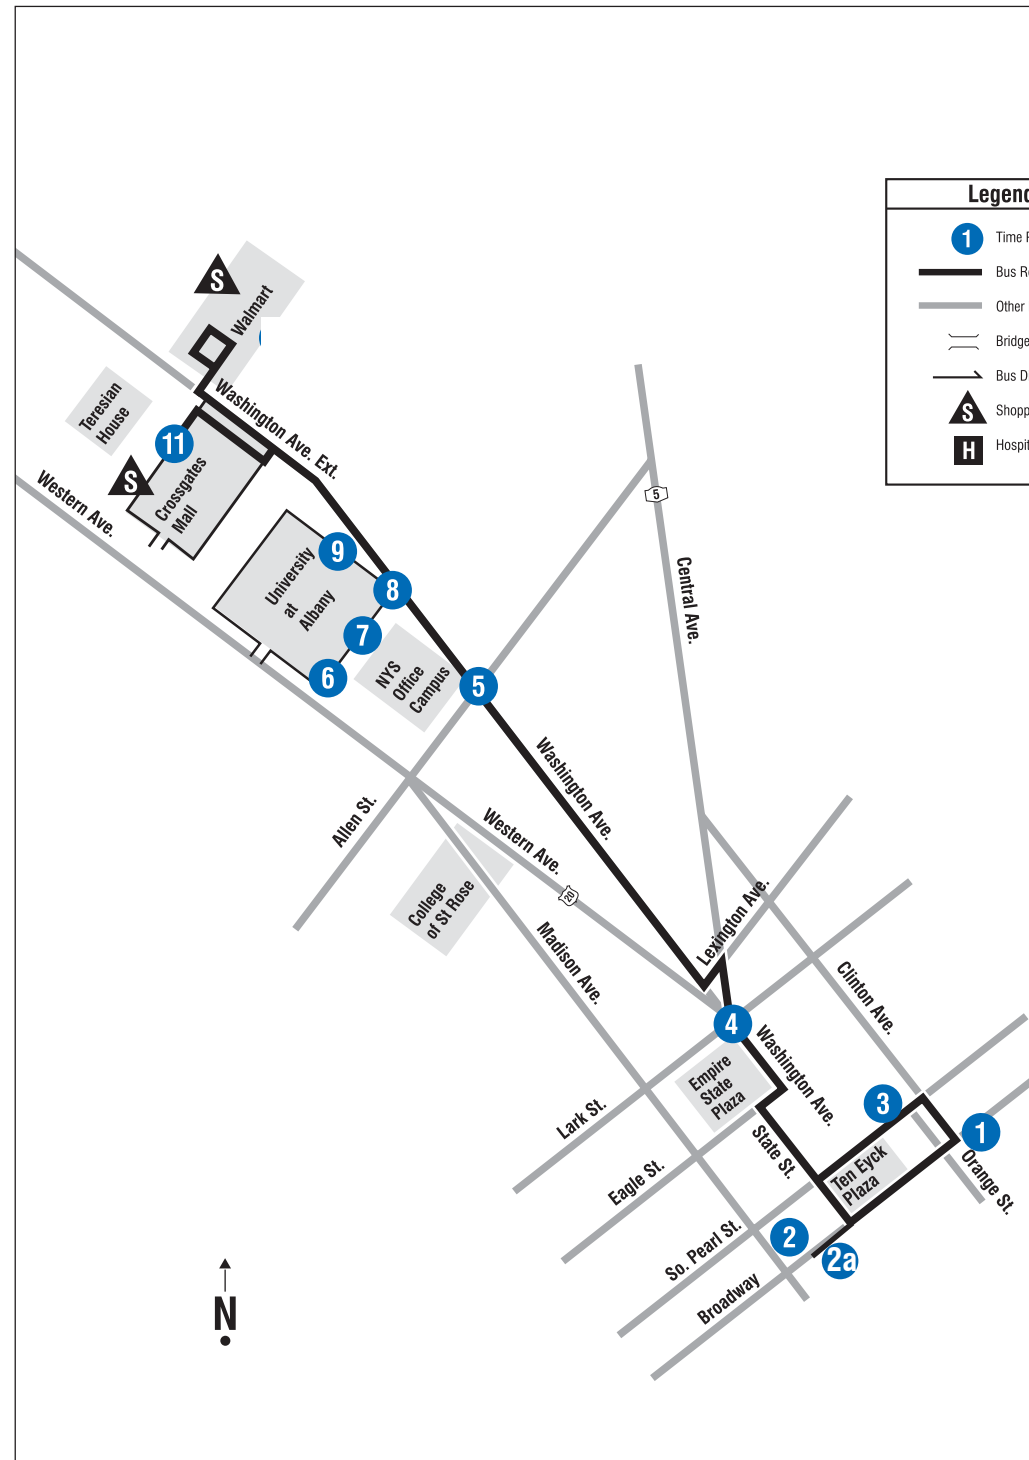 Legend
1
Time P
Bus Ro
Other
Bridge
Bus Di
S
Shopp
H
Hospit
S
Walmart
Washington Ave. Ext.
Teresian
House
11
S
Crossgates
Mall
Western Ave.
5
9
University
at
Albany
8
7
6
NYS
Office
Campus
5
Central Ave.
Washington Ave.
Allen St.
Western Ave.
20
College
of St Rose
Madison Ave.
Lexington Ave.
Clinton Ave.
4
Washington Ave.
Empire
State
Plaza
Lark St.
3
1
State St.
Ten Eyck
Plaza
Orange St.
Eagle St.
So. Pearl St.
2
2a
Broadway
N